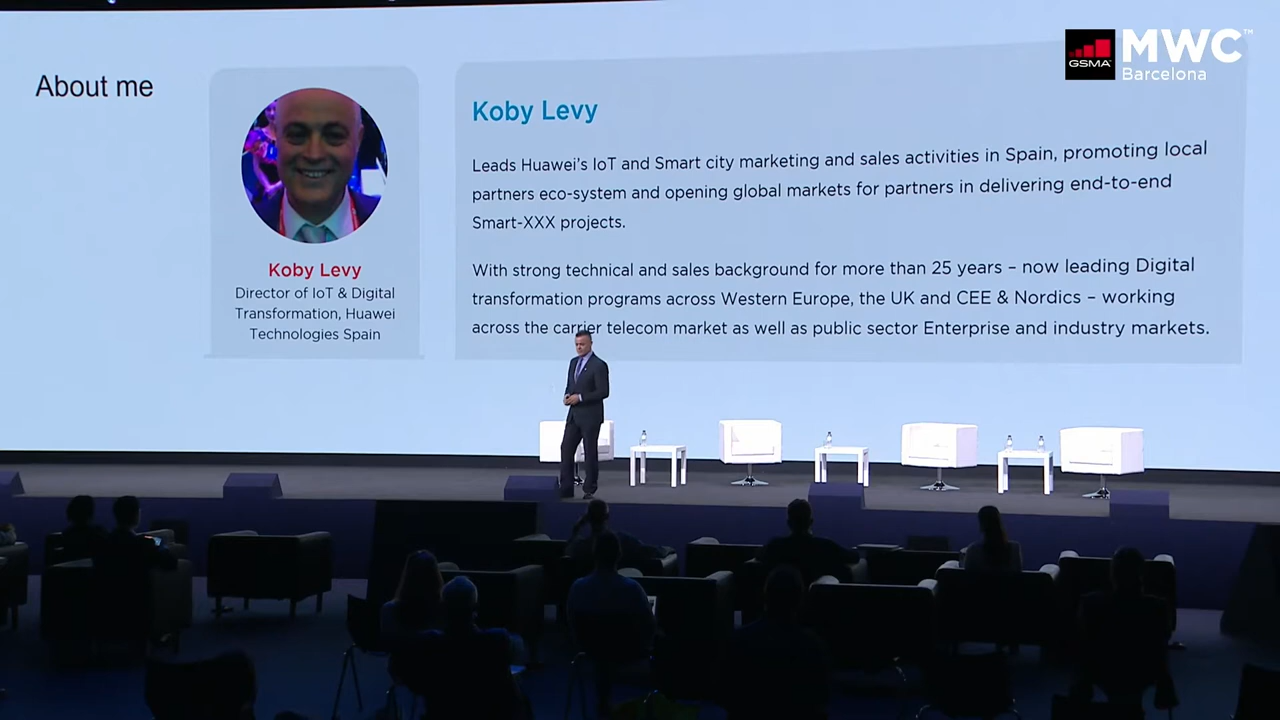 GSMA
MWC™
Barcelona
About me
Koby Levy
Director of IoT & Digital
Transformation, Huawei
Technologies Spain
Koby Levy
Leads Huawei's IoT and Smart city marketing and sales activities in Spain, promoting local
partners eco-system and opening global markets for partners in delivering end-to-end
Smart-XXX projects.
With strong technical and sales background for more than 25 years – now leading Digital
transformation programs across Western Europe, the UK and CEE & Nordics – working
across the carrier telecom market as well as public sector Enterprise and industry markets.